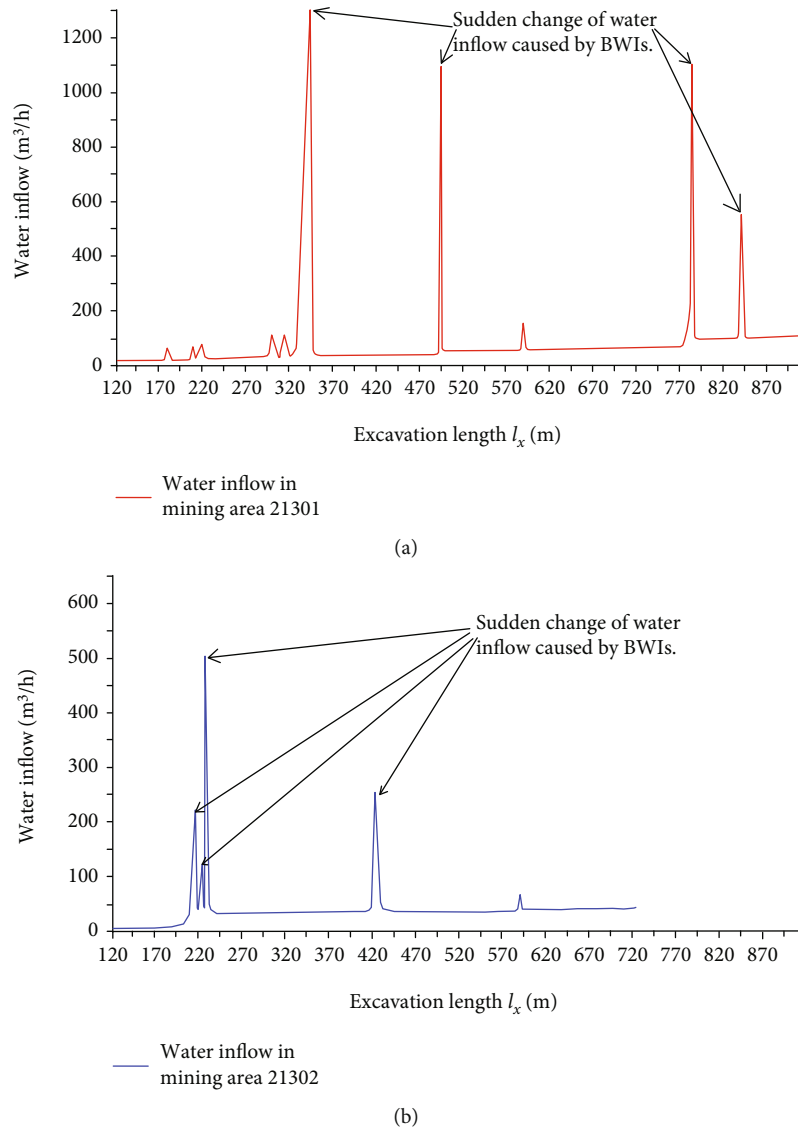 1200
1000
800
600
400
200
0
Water inflow (m³/h)
Sudden change of water
inflow caused by BWIs.
120 170 220 270 320 370 420 470 520 570 620 670 720 770 820 870
Excavation length lₓ (m)
Water inflow in
mining area 21301
(a)
600
500
400
300
200
100
0
Water inflow (m³/h)
Sudden change of water
inflow caused by BWIs.
120 170 220 270 320 370 420 470 520 570 620 670 720 770 820 870
Excavation length lₓ (m)
Water inflow in
mining area 21302
(b)